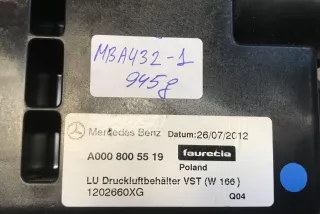 MBA432-1
945g
Mercedes Benz Datum: 26/07/2012
A000 800 55 19 faurecia
Poland
LU Druckluftbehälter VST (W 166)
1202660XG Q04